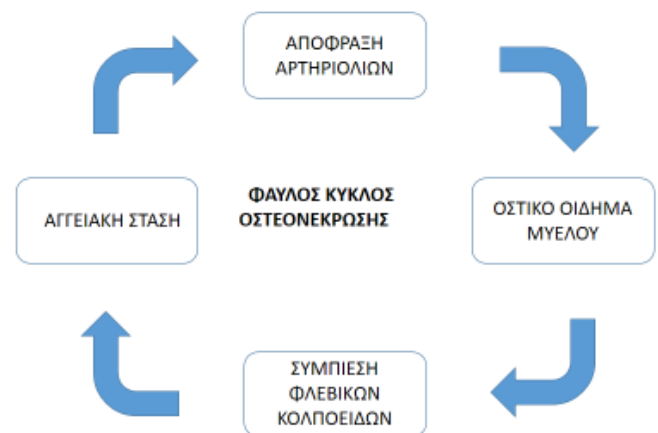 ΑΠΟΦΡΑΞΗ
ΑΡΤΗΡΙΟΛΙΩΝ
ΑΓΓΕΙΑΚΗ ΣΤΑΣΗ
ΦΑΥΛΟΣ ΚΥΚΛΟΣ
ΟΣΤΕΟΝΕΚΡΩΣΗΣ
ΟΣΤΙΚΟ ΟΙΔΗΜΑ
ΜΥΕΛΟΥ
ΣΥΜΠΙΕΣΗ
ΦΛΕΒΙΚΩΝ
ΚΟΛΠΟΕΙΔΩΝ